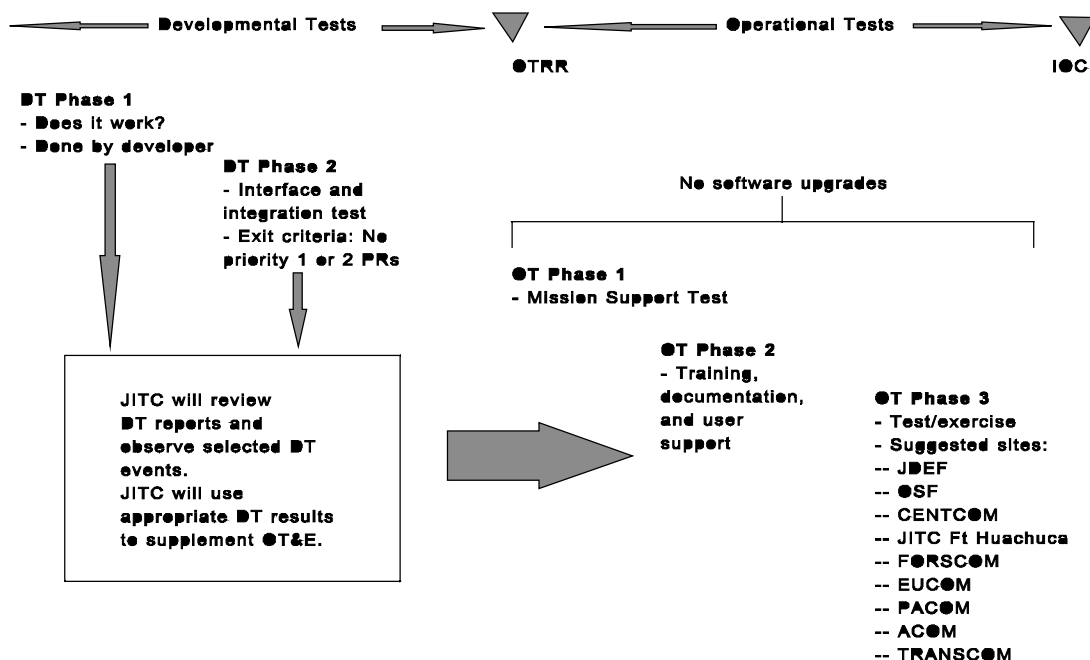 Developmental Tests
Operational Tests
OTRR
IOC
DT Phase 1
- Does it work?
- Done by developer
DT Phase 2
- Interface and
integration test
- Exit criteria: No
priority 1 or 2 PRs
No software upgrades
OT Phase 1
- Mission Support Test
OT Phase 2
- Training,
documentation,
and user
support
OT Phase 3
- Test/exercise
- Suggested sites:
-- JDEF
-- OSF
-- CENTCOM
-- JITC Ft Huachuca
-- FORSCOM
-- EUCOM
-- PACOM
-- ACOM
-- TRANSCOM
JITC will review
DT reports and
observe selected DT
events.
JITC will use
appropriate DT results
to supplement OT&E.